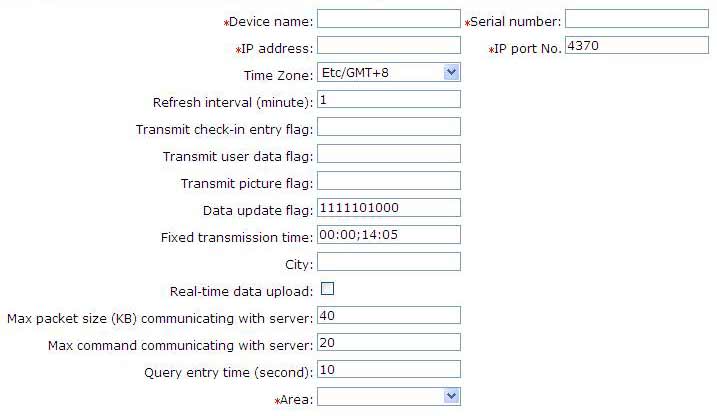 *Device name: *Serial number:
*IP address: *IP port No. 4370
Time Zone: Etc/GMT+8
Refresh interval (minute): 1
Transmit check-in entry flag:
Transmit user data flag:
Transmit picture flag:
Data update flag: 1111101000
Fixed transmission time: 00:00;14:05
City:
Real-time data upload:
Max packet size (KB) communicating with server: 40
Max command communicating with server: 20
Query entry time (second): 10
*Area: